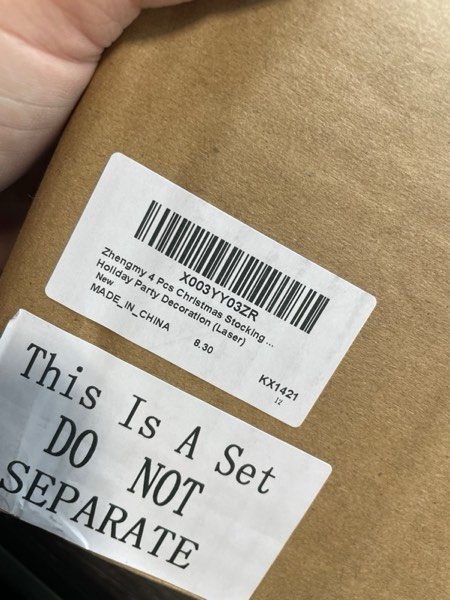 X003YY03ZR
Zhengmy 4 Pcs Christmas Stocking...
Holiday Party Decoration (Laser)
New
MADE_IN_CHINA
8.30
KX1421
12
This Is A Set
DO NOT
SEPARATE